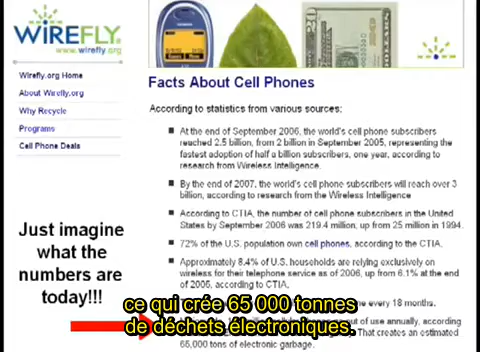 WIREFLY
www.wirefly.org
Wirefly.org Home
About Wirefly.org
Why Recycle
Programs
Cell Phone Deals
Facts About Cell Phones
According to statistics from various sources:
At the end of September 2006, the world's cell phone subscribers
reached 2.5 billion, from 2 billion in September 2005, representing the
fastest adoption of half a billion subscribers, one year, according to
research from Wireless Intelligence.
By the end of 2007, the world's cell phone subscribers will reach over 3
billion, according to research from the Wireless Intelligence
According to CTIA, the number of cell phone subscribers in the United
States by September 2006 was 219.4 million, up from 25 million in 1994.
72% of the U.S. population own cell phones, according to the CTIA.
Approximately 8.4% of U.S. households are relying exclusively on
wireless for their telephone service as of 2006, up from 6.1% at the end
of 2005, according to CTIA.
one every 18 months.
out of use annually, according
That creates an estimated
65,000 tons of electronic garbage.
Just imagine
what the
numbers are
today!!!
ce qui crée 65 000 tonnes
de déchets électroniques.